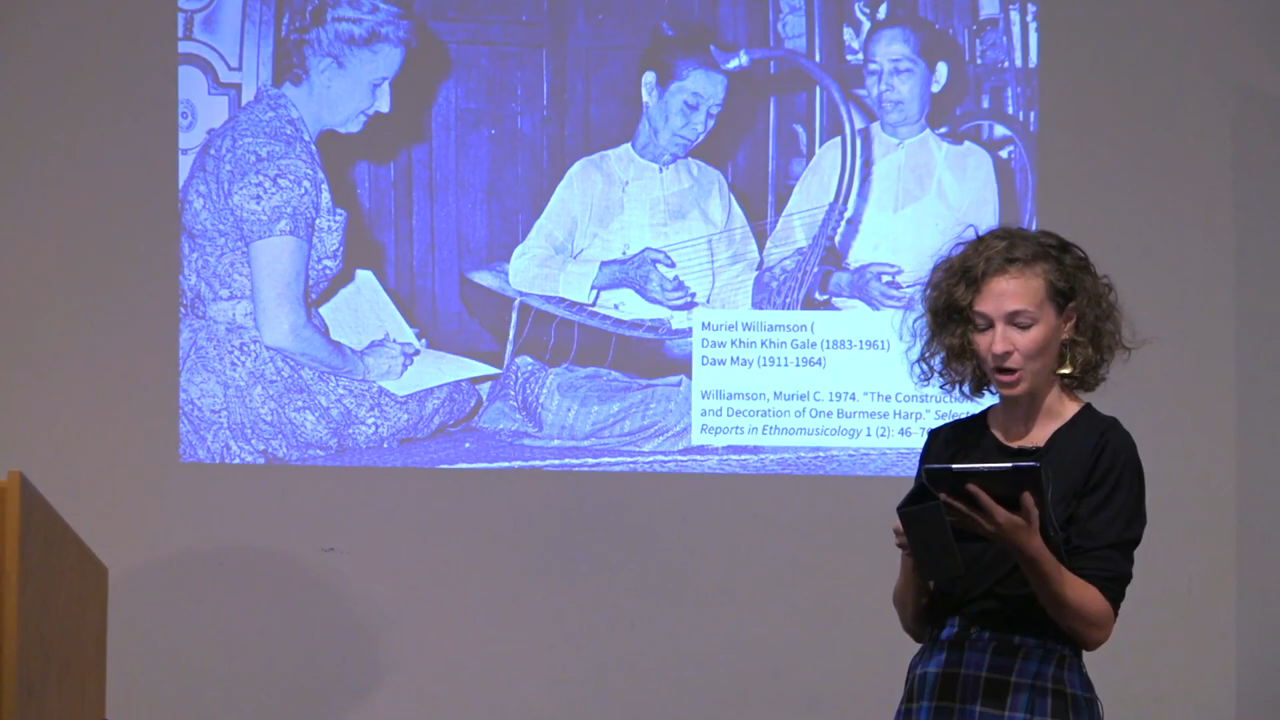 Muriel Williamson (
Daw Khin Khin Gale (1883-1961)
Daw May (1911-1964)
Williamson, Muriel C. 1974. “The Construction
and Decoration of One Burmese Harp.”
Reports in Ethnomusicology 1 (2): 46–